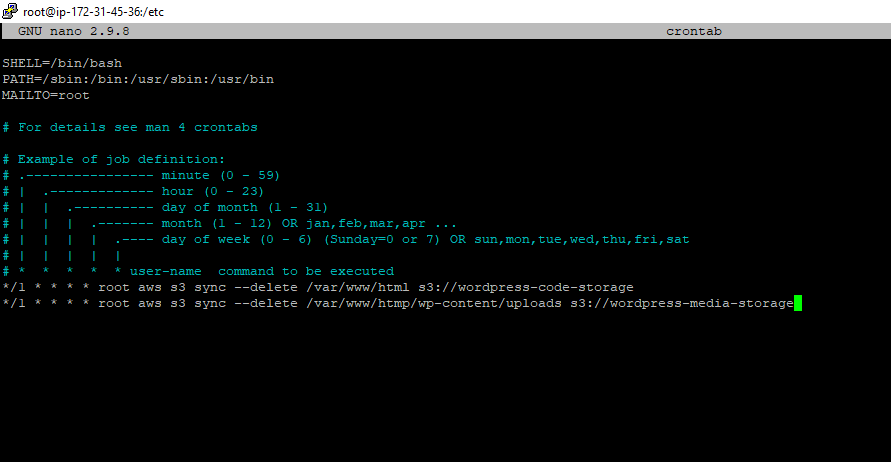 root@ip-172-31-45-36:/etc
GNU nano 2.9.8 crontab
SHELL=/bin/bash
PATH=/sbin:/bin:/usr/sbin:/usr/bin
MAILTO=root
# For details see man 4 crontabs
# Example of job definition:
# .---------------- minute (0 - 59)
# | .------------- hour (0 - 23)
# | | .---------- day of month (1 - 31)
# | | | .------- month (1 - 12) OR jan,feb,mar,apr ...
# | | | | .---- day of week (0 - 6) (Sunday=0 or 7) OR sun,mon,tue,wed,thu,fri,sat
# | | | | |
# * * * * * user-name command to be executed
*/1 * * * * root aws s3 sync --delete /var/www/html s3://wordpress-code-storage
*/1 * * * * root aws s3 sync --delete /var/www/htmp/wp-content/uploads s3://wordpress-media-storage